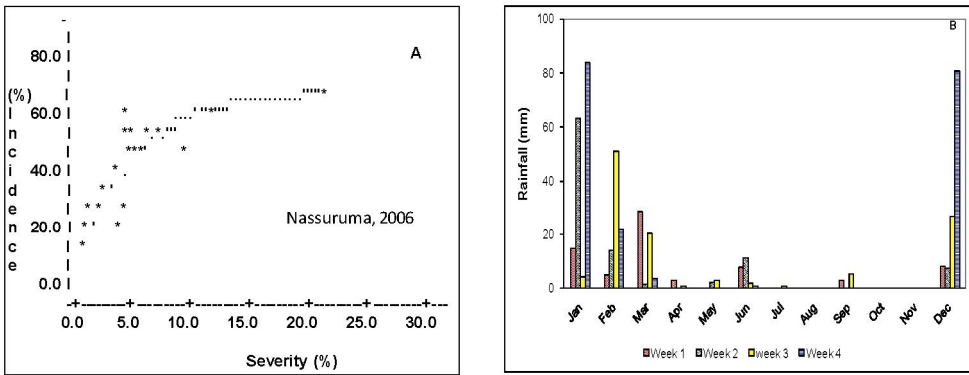 A
80.0
60.0
40.0
20.0
0.0
Incidence (%)
0.0 5.0 10.0 15.0 20.0 25.0 30.0
Severity (%)
Nassuruma, 2006
B
100
80
60
40
20
0
Rainfall (mm)
Jan Feb Mar Apr May Jun Jul Aug Sep Oct Nov Dec
Week 1 Week 2 week 3 Week 4